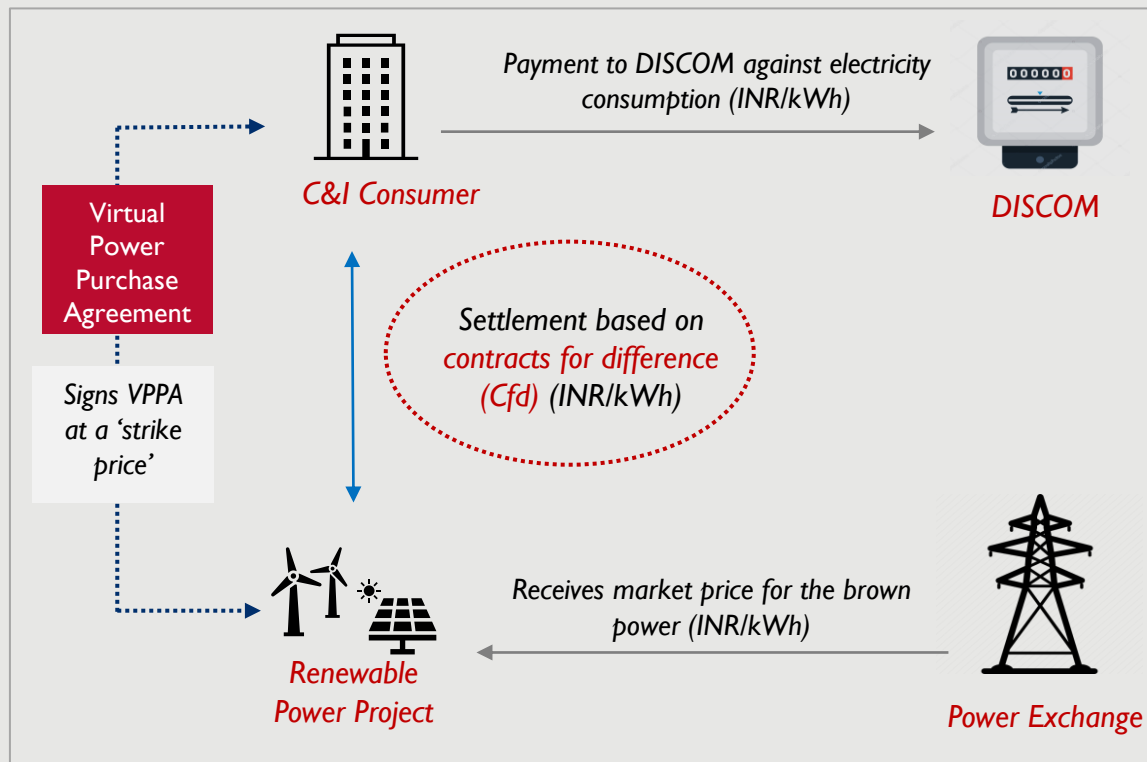 Payment to DISCOM against electricity
consumption (INR/kWh)
000000
C&I Consumer
DISCOM
Virtual
Power
Purchase
Agreement
Settlement based on
contracts for difference
(Cfd) (INR/kWh)
Signs VPPA
at a ‘strike
price’
Receives market price for the brown
power (INR/kWh)
Renewable
Power Project
Power Exchange